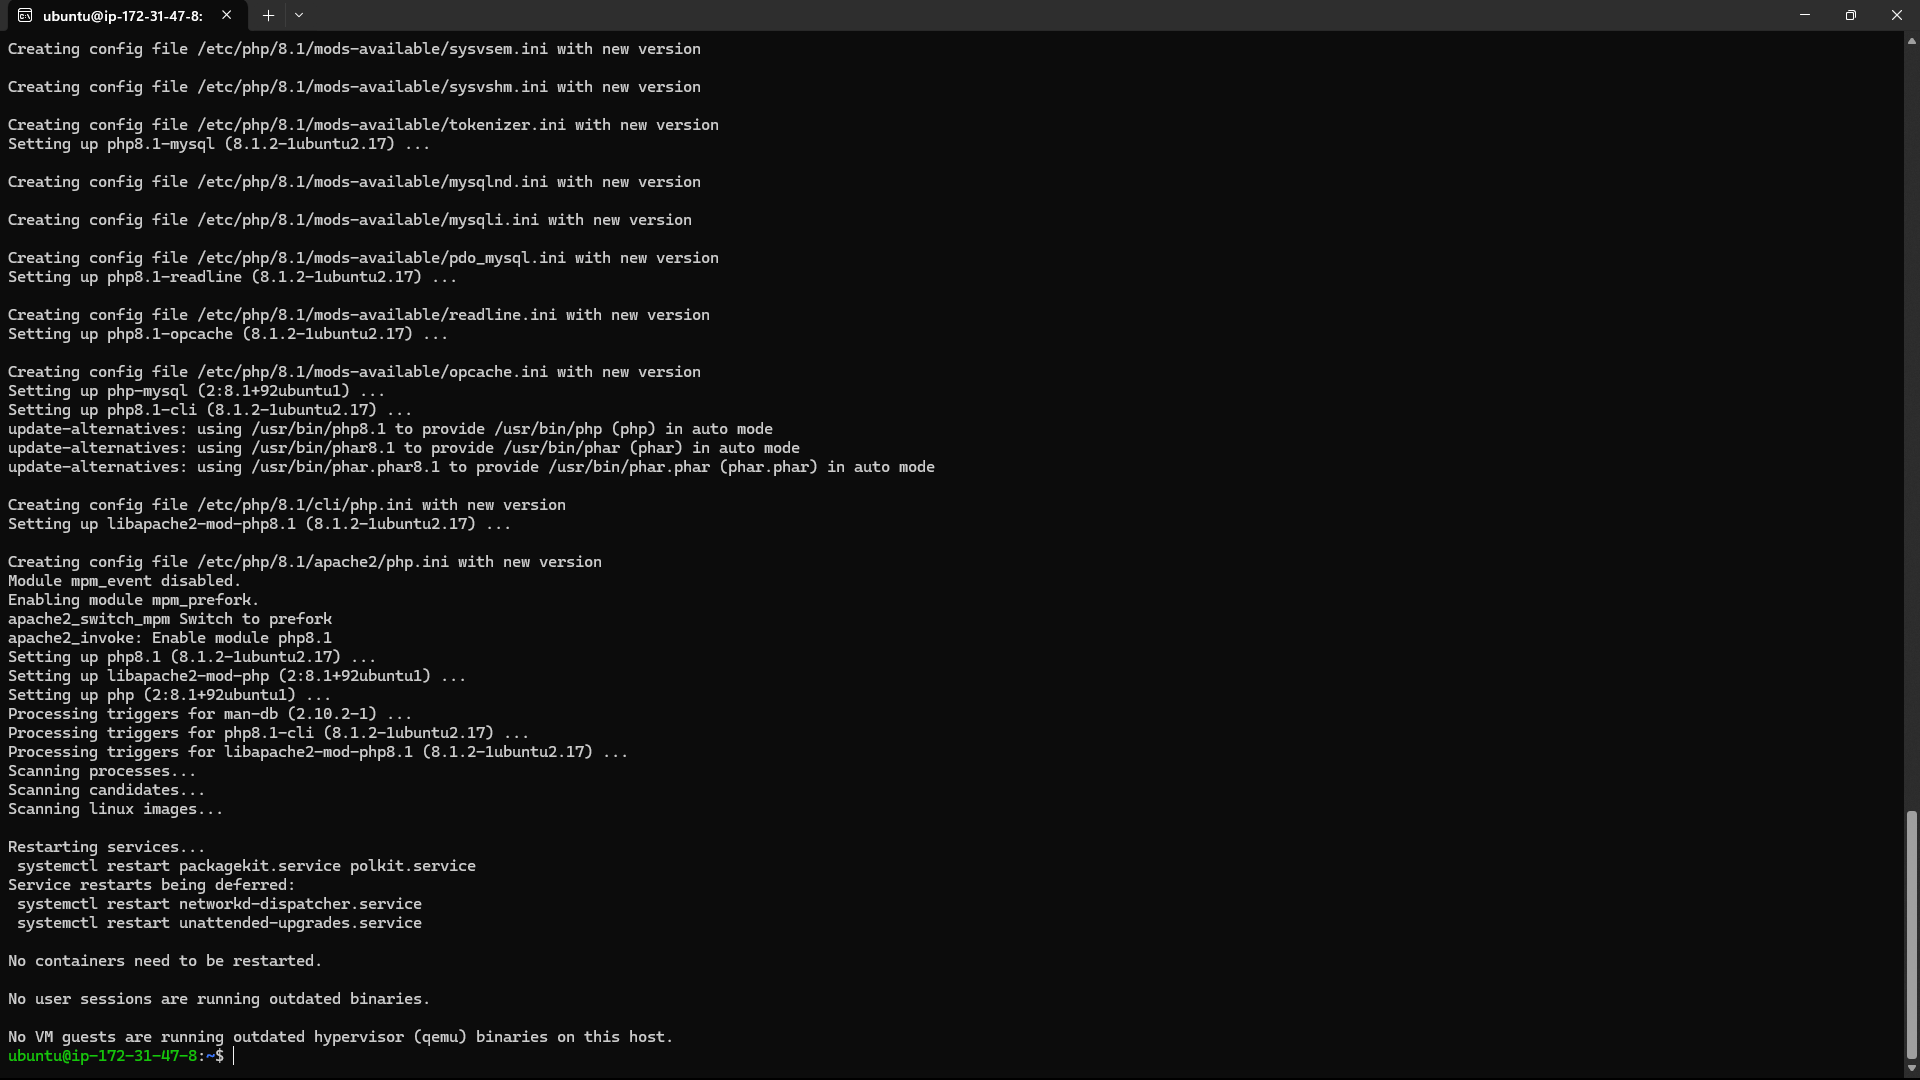 ubuntu@ip-172-31-47-8:
Creating config file /etc/php/8.1/mods-available/sysvsem.ini with new version
Creating config file /etc/php/8.1/mods-available/sysvshm.ini with new version
Creating config file /etc/php/8.1/mods-available/tokenizer.ini with new version
Setting up php8.1-mysql (8.1.2-1ubuntu2.17) ...
Creating config file /etc/php/8.1/mods-available/mysqlnd.ini with new version
Creating config file /etc/php/8.1/mods-available/mysqli.ini with new version
Creating config file /etc/php/8.1/mods-available/pdo_mysql.ini with new version
Setting up php8.1-readline (8.1.2-1ubuntu2.17) ...
Creating config file /etc/php/8.1/mods-available/readline.ini with new version
Setting up php8.1-opcache (8.1.2-1ubuntu2.17) ...
Creating config file /etc/php/8.1/mods-available/opcache.ini with new version
Setting up php-mysql (2:8.1+92ubuntu1) ...
Setting up php8.1-cli (8.1.2-1ubuntu2.17) ...
update-alternatives: using /usr/bin/php8.1 to provide /usr/bin/php (php) in auto mode
update-alternatives: using /usr/bin/phar8.1 to provide /usr/bin/phar (phar) in auto mode
update-alternatives: using /usr/bin/phar.phar8.1 to provide /usr/bin/phar.phar (phar.phar) in auto mode
Creating config file /etc/php/8.1/cli/php.ini with new version
Setting up libapache2-mod-php8.1 (8.1.2-1ubuntu2.17) ...
Creating config file /etc/php/8.1/apache2/php.ini with new version
Module mpm_event disabled.
Enabling module mpm_prefork.
apache2_switch_mpm Switch to prefork
apache2_invoke: Enable module php8.1
Setting up php8.1 (8.1.2-1ubuntu2.17) ...
Setting up libapache2-mod-php (2:8.1+92ubuntu1) ...
Setting up php (2:8.1+92ubuntu1) ...
Processing triggers for man-db (2.10.2-1) ...
Processing triggers for php8.1-cli (8.1.2-1ubuntu2.17) ...
Processing triggers for libapache2-mod-php8.1 (8.1.2-1ubuntu2.17) ...
Scanning processes...
Scanning candidates...
Scanning linux images...
Restarting services...
 systemctl restart packagekit.service polkit.service
Service restarts being deferred:
 systemctl restart networkd-dispatcher.service
 systemctl restart unattended-upgrades.service
No containers need to be restarted.
No user sessions are running outdated binaries.
No VM guests are running outdated hypervisor (qemu) binaries on this host.
ubuntu@ip-172-31-47-8:~$